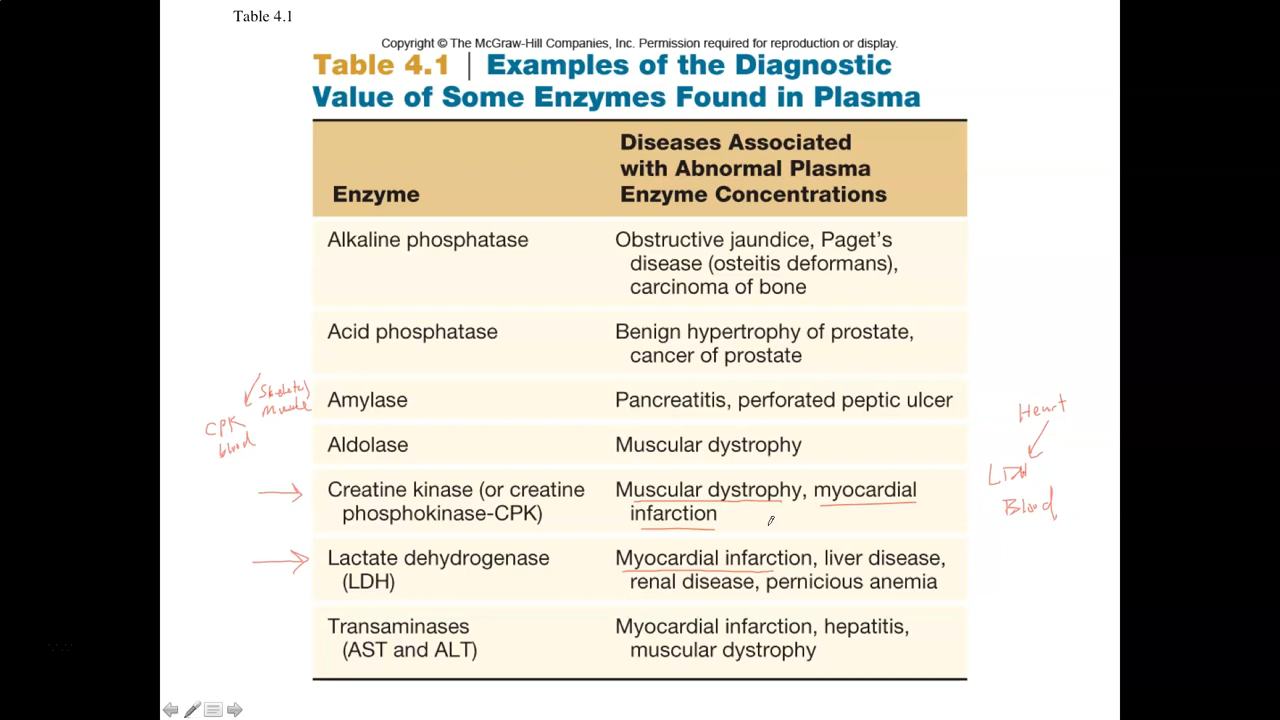 Table 4.1
Copyright © The McGraw-Hill Companies, Inc. Permission required for reproduction or display.
Table 4.1 | Examples of the Diagnostic
Value of Some Enzymes Found in Plasma
Enzyme
Diseases Associated
with Abnormal Plasma
Enzyme Concentrations
Alkaline phosphatase
Obstructive jaundice, Paget's
disease (osteitis deformans),
carcinoma of bone
Acid phosphatase
Benign hypertrophy of prostate,
cancer of prostate
Amylase
Pancreatitis, perforated peptic ulcer
Aldolase
Muscular dystrophy
Creatine kinase (or creatine
phosphokinase-CPK)
Muscular dystrophy, myocardial
infarction
Lactate dehydrogenase
(LDH)
Myocardial infarction, liver disease,
renal disease, pernicious anemia
Transaminases
(AST and ALT)
Myocardial infarction, hepatitis,
muscular dystrophy
Skeletal
Muscle
CPK
blood
Heart
LDH
Blood